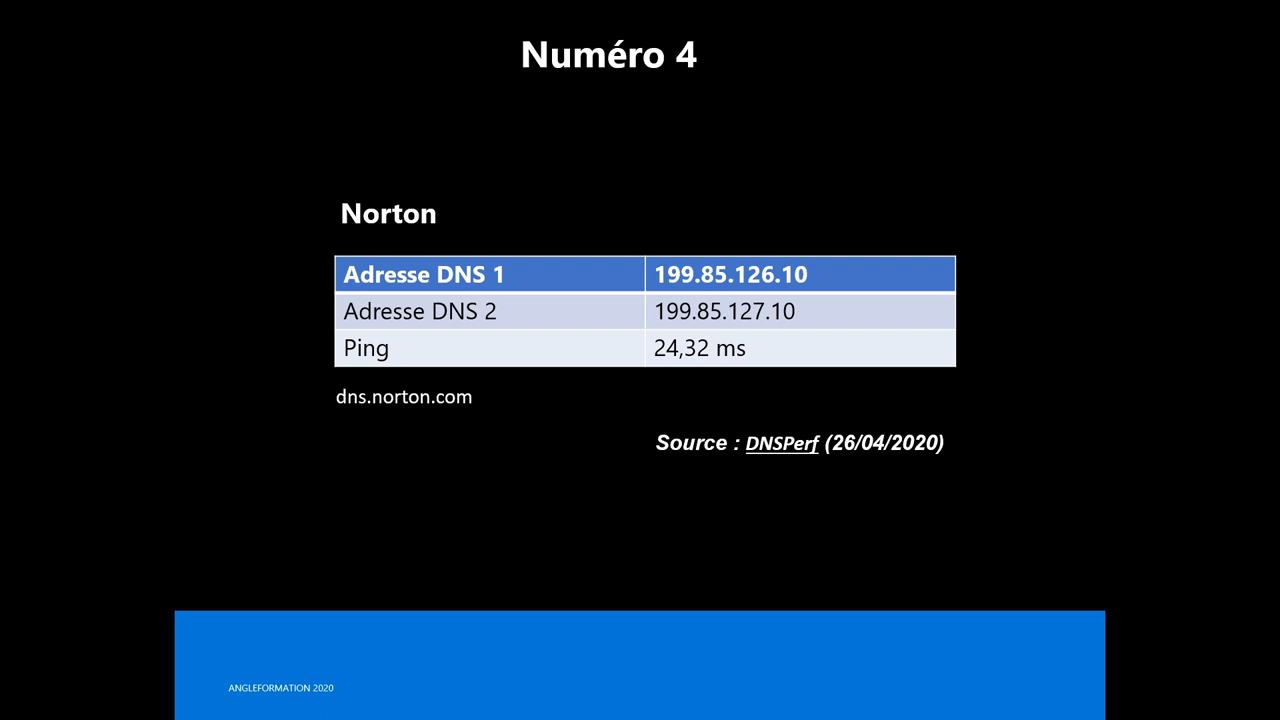 Numéro 4
Norton
Adresse DNS 1 199.85.126.10
Adresse DNS 2 199.85.127.10
Ping 24,32 ms
dns.norton.com
Source : DNSPerf (26/04/2020)
ANGLEFORMATION 2020